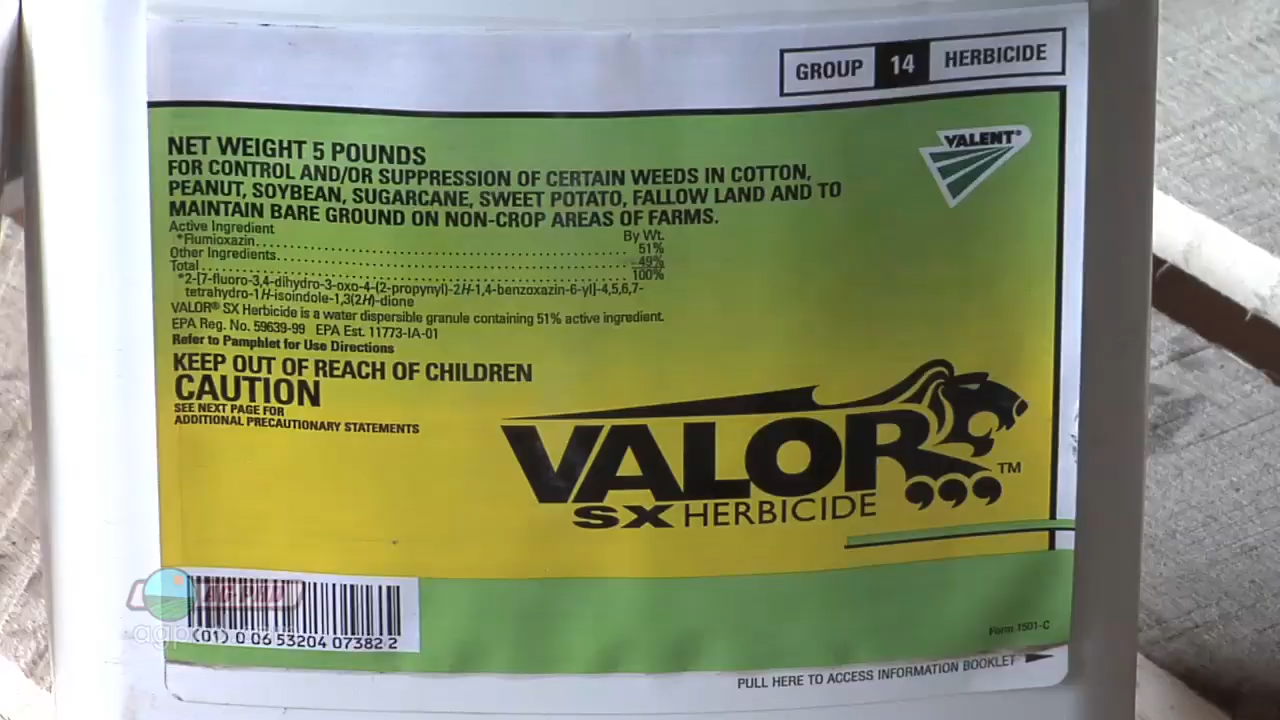 GROUP 14 HERBICIDE
VALENT®
NET WEIGHT 5 POUNDS
FOR CONTROL AND/OR SUPPRESSION OF CERTAIN WEEDS IN COTTON,
PEANUT, SOYBEAN, SUGARCANE, SWEET POTATO, FALLOW LAND AND TO
MAINTAIN BARE GROUND ON NON-CROP AREAS OF FARMS.
Active Ingredient By Wt.
*Flumioxazin 51%
Other Ingredients 49%
Total 100%
*2-[7-fluoro-3,4-dihydro-3-oxo-4-(2-propynyl)-2H-1,4-benzoxazin-6-yl]-4,5,6,7-
tetrahydro-1H-isoindole-1,3(2H)-dione
VALOR® SX Herbicide is a water dispersible granule containing 51% active ingredient.
EPA Reg. No. 59639-99 EPA Est. 11773-IA-01
Refer to Pamphlet for Use Directions
KEEP OUT OF REACH OF CHILDREN
CAUTION
SEE NEXT PAGE FOR
ADDITIONAL PRECAUTIONARY STATEMENTS
VALOR™
SX HERBICIDE
AG PHD
(01) 0 06 53204 07382 2
Form 1501-C
PULL HERE TO ACCESS INFORMATION BOOKLET